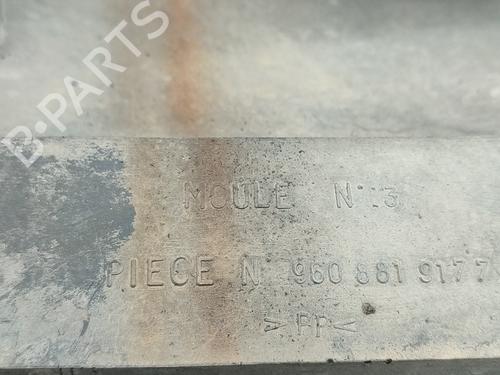 B-PARTS
MOULE N°:3
PIECE N 960 881 917 7
>PP<